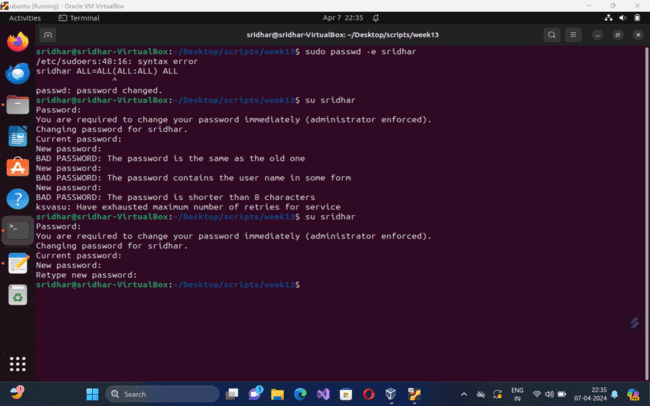 ubuntu [Running] - Oracle VM VirtualBox
Activities
Terminal
Apr 7 22:35
sridhar@sridhar-VirtualBox: ~/Desktop/scripts/week13
sridhar@sridhar-VirtualBox:~/Desktop/scripts/week13$ sudo passwd -e sridhar
/etc/sudoers:48:16: syntax error
sridhar ALL=ALL(ALL:ALL) ALL
^
passwd: password changed.
sridhar@sridhar-VirtualBox:~/Desktop/scripts/week13$ su sridhar
Password:
You are required to change your password immediately (administrator enforced).
Changing password for sridhar.
Current password:
New password:
BAD PASSWORD: The password is the same as the old one
New password:
BAD PASSWORD: The password contains the user name in some form
New password:
BAD PASSWORD: The password is shorter than 8 characters
ksvasu: Have exhausted maximum number of retries for service
sridhar@sridhar-VirtualBox:~/Desktop/scripts/week13$ su sridhar
Password:
You are required to change your password immediately (administrator enforced).
Changing password for sridhar.
Current password:
New password:
Retype new password:
sridhar@sridhar-VirtualBox:~/Desktop/scripts/week13$
Search
ENG
IN
22:35
07-04-2024